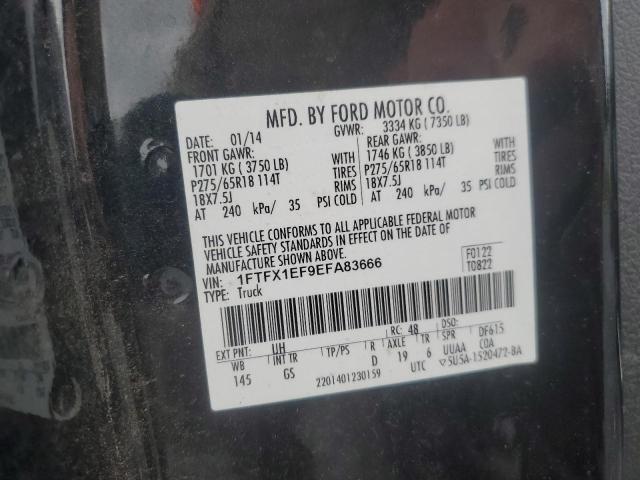 MFD. BY FORD MOTOR CO.
DATE: 01/14 GVWR: 3334 KG ( 7350 LB)
FRONT GAWR: REAR GAWR:
1701 KG ( 3750 LB) WITH 1746 KG ( 3850 LB) WITH
P275/65R18 114T TIRES P275/65R18 114T TIRES
18X7.5J RIMS 18X7.5J RIMS
AT 240 kPa/ 35 PSI COLD AT 240 kPa/ 35 PSI COLD
THIS VEHICLE CONFORMS TO ALL APPLICABLE FEDERAL MOTOR
VEHICLE SAFETY STANDARDS IN EFFECT ON THE DATE OF
MANUFACTURE SHOWN ABOVE.
VIN: 1FTFX1EF9EFA83666 F0122
TYPE: Truck T0822
EXT PNT: UH RC: 48 DSO:
WB INT TR TP/PS R AXLE TR SPR DF615
145 GS D 19 6 UUAA COA
2201401230159 UTC 5U5A-1520472-BA